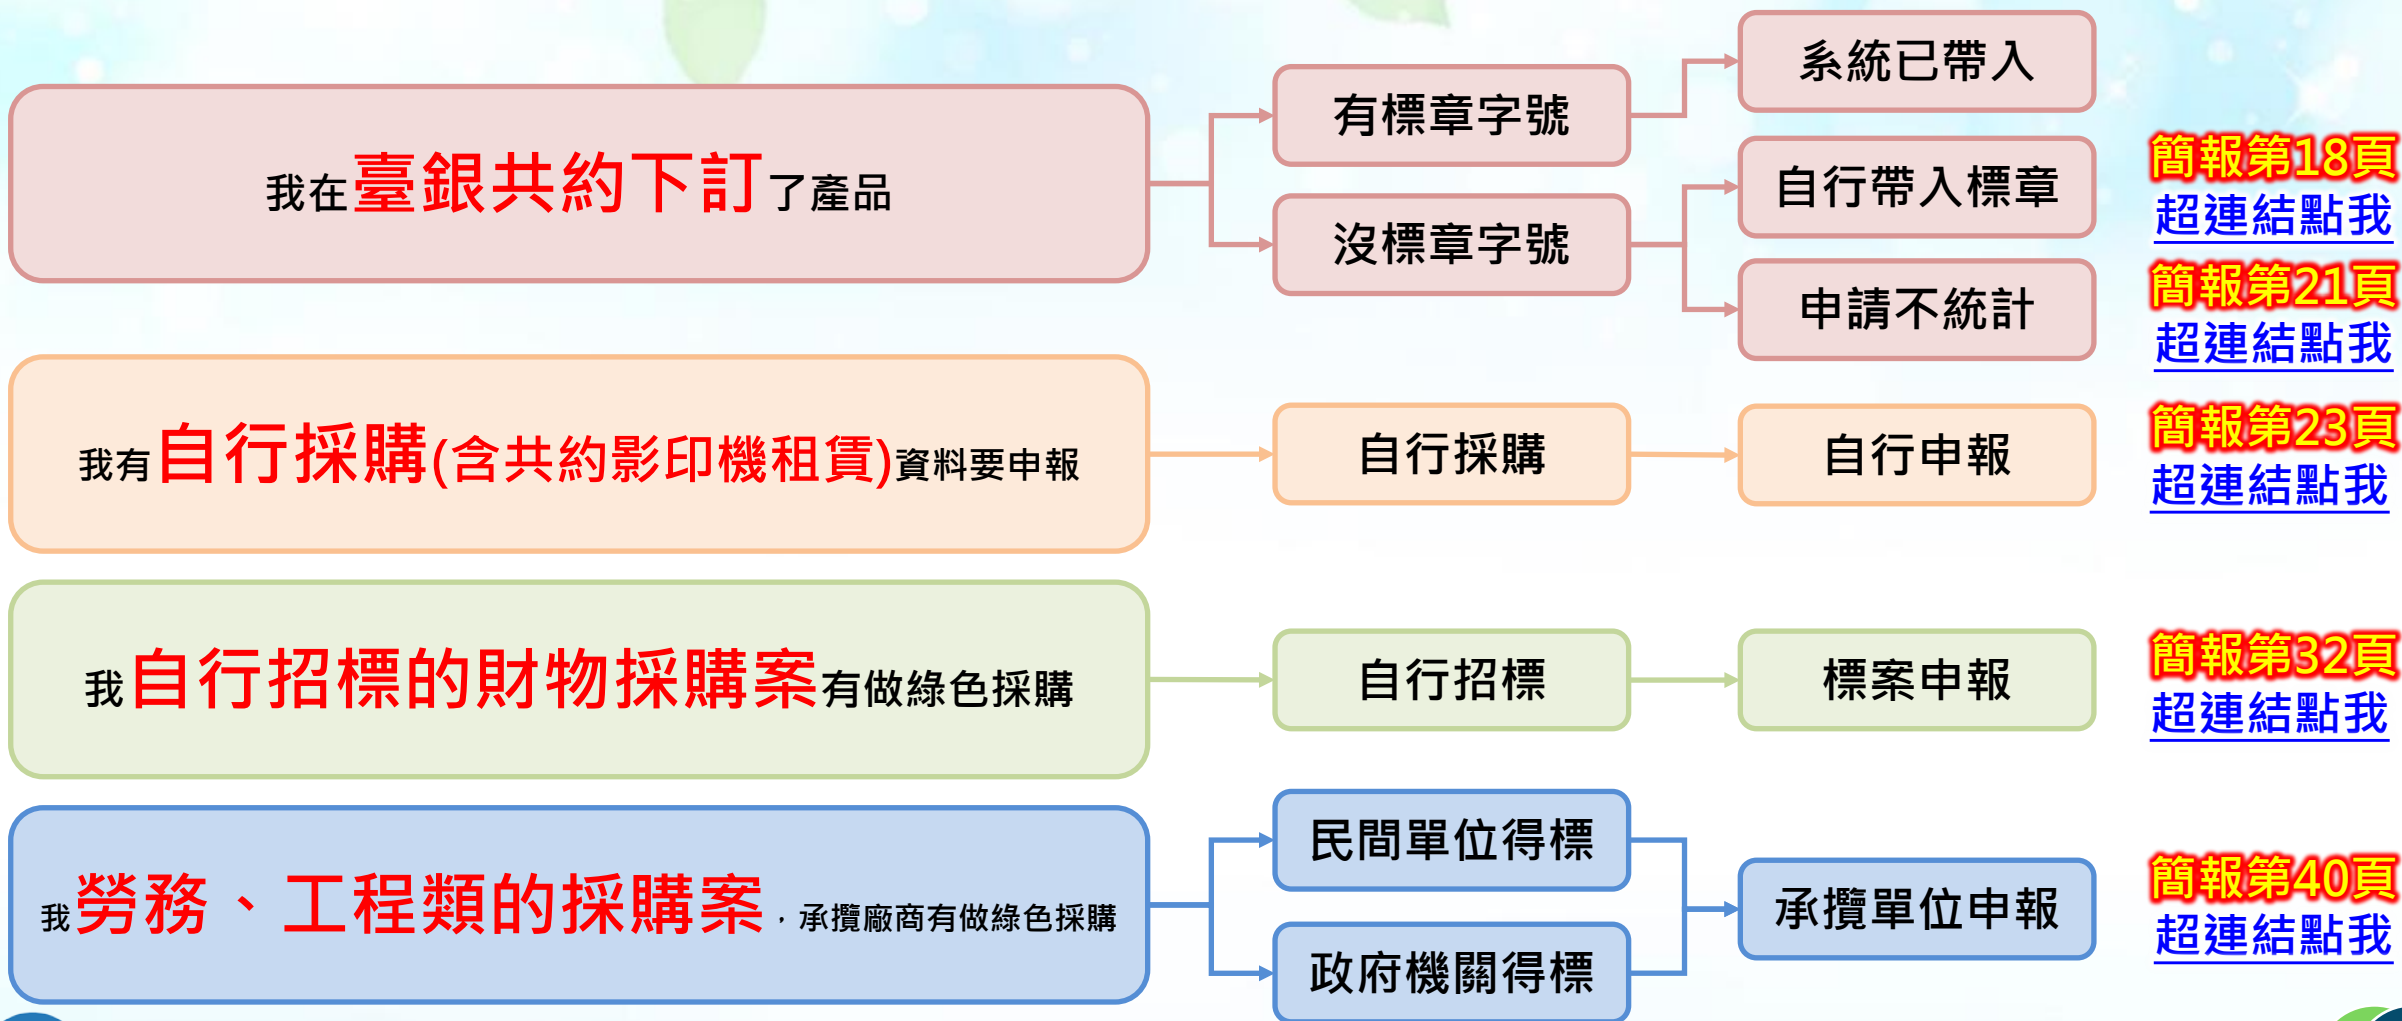 我在臺銀共約下訂了產品
有標章字號
沒標章字號
系統已帶入
自行帶入標章
申請不統計
簡報第18頁
超連結點我
簡報第21頁
超連結點我
我有自行採購(含共約影印機租賃)資料要申報
自行採購
自行申報
簡報第23頁
超連結點我
我自行招標的財物採購案有做綠色採購
自行招標
標案申報
簡報第32頁
超連結點我
我勞務、工程類的採購案，承攬廠商有做綠色採購
民間單位得標
政府機關得標
承攬單位申報
簡報第40頁
超連結點我